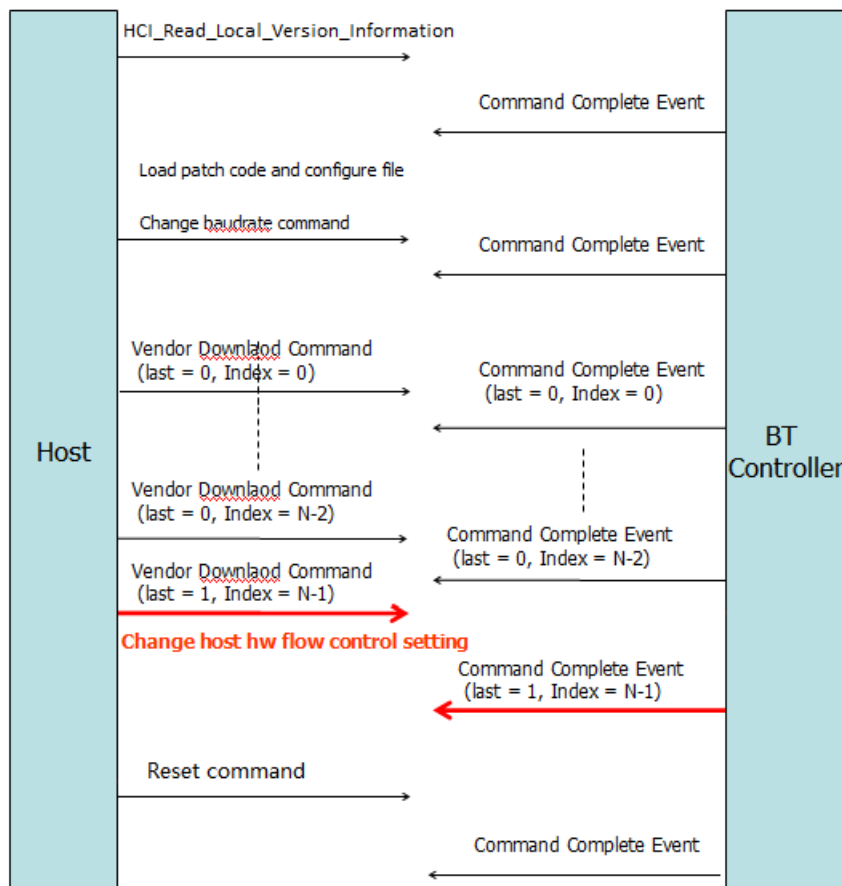 HCI_Read_Local_Version_Information
Command Complete Event
Load patch code and configure file
Change baudrate command
Command Complete Event
Vendor Downlaod Command
(last = 0, Index = 0)
Command Complete Event
(last = 0, Index = 0)
Host
BT
Controller
Vendor Downlaod Command
(last = 0, Index = N-2)
Command Complete Event
(last = 0, Index = N-2)
Vendor Downlaod Command
(last = 1, Index = N-1)
Change host hw flow control setting
Command Complete Event
(last = 1, Index = N-1)
Reset command
Command Complete Event